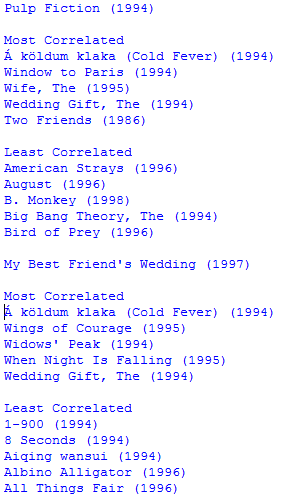 Pulp Fiction (1994)
Most Correlated
Á köldum klaka (Cold Fever) (1994)
Window to Paris (1994)
Wife, The (1995)
Wedding Gift, The (1994)
Two Friends (1986)
Least Correlated
American Strays (1996)
August (1996)
B. Monkey (1998)
Big Bang Theory, The (1994)
Bird of Prey (1996)
My Best Friend's Wedding (1997)
Most Correlated
Á köldum klaka (Cold Fever) (1994)
Wings of Courage (1995)
Widows' Peak (1994)
When Night Is Falling (1995)
Wedding Gift, The (1994)
Least Correlated
1-900 (1994)
8 Seconds (1994)
Aiqing wansui (1994)
Albino Alligator (1996)
All Things Fair (1996)